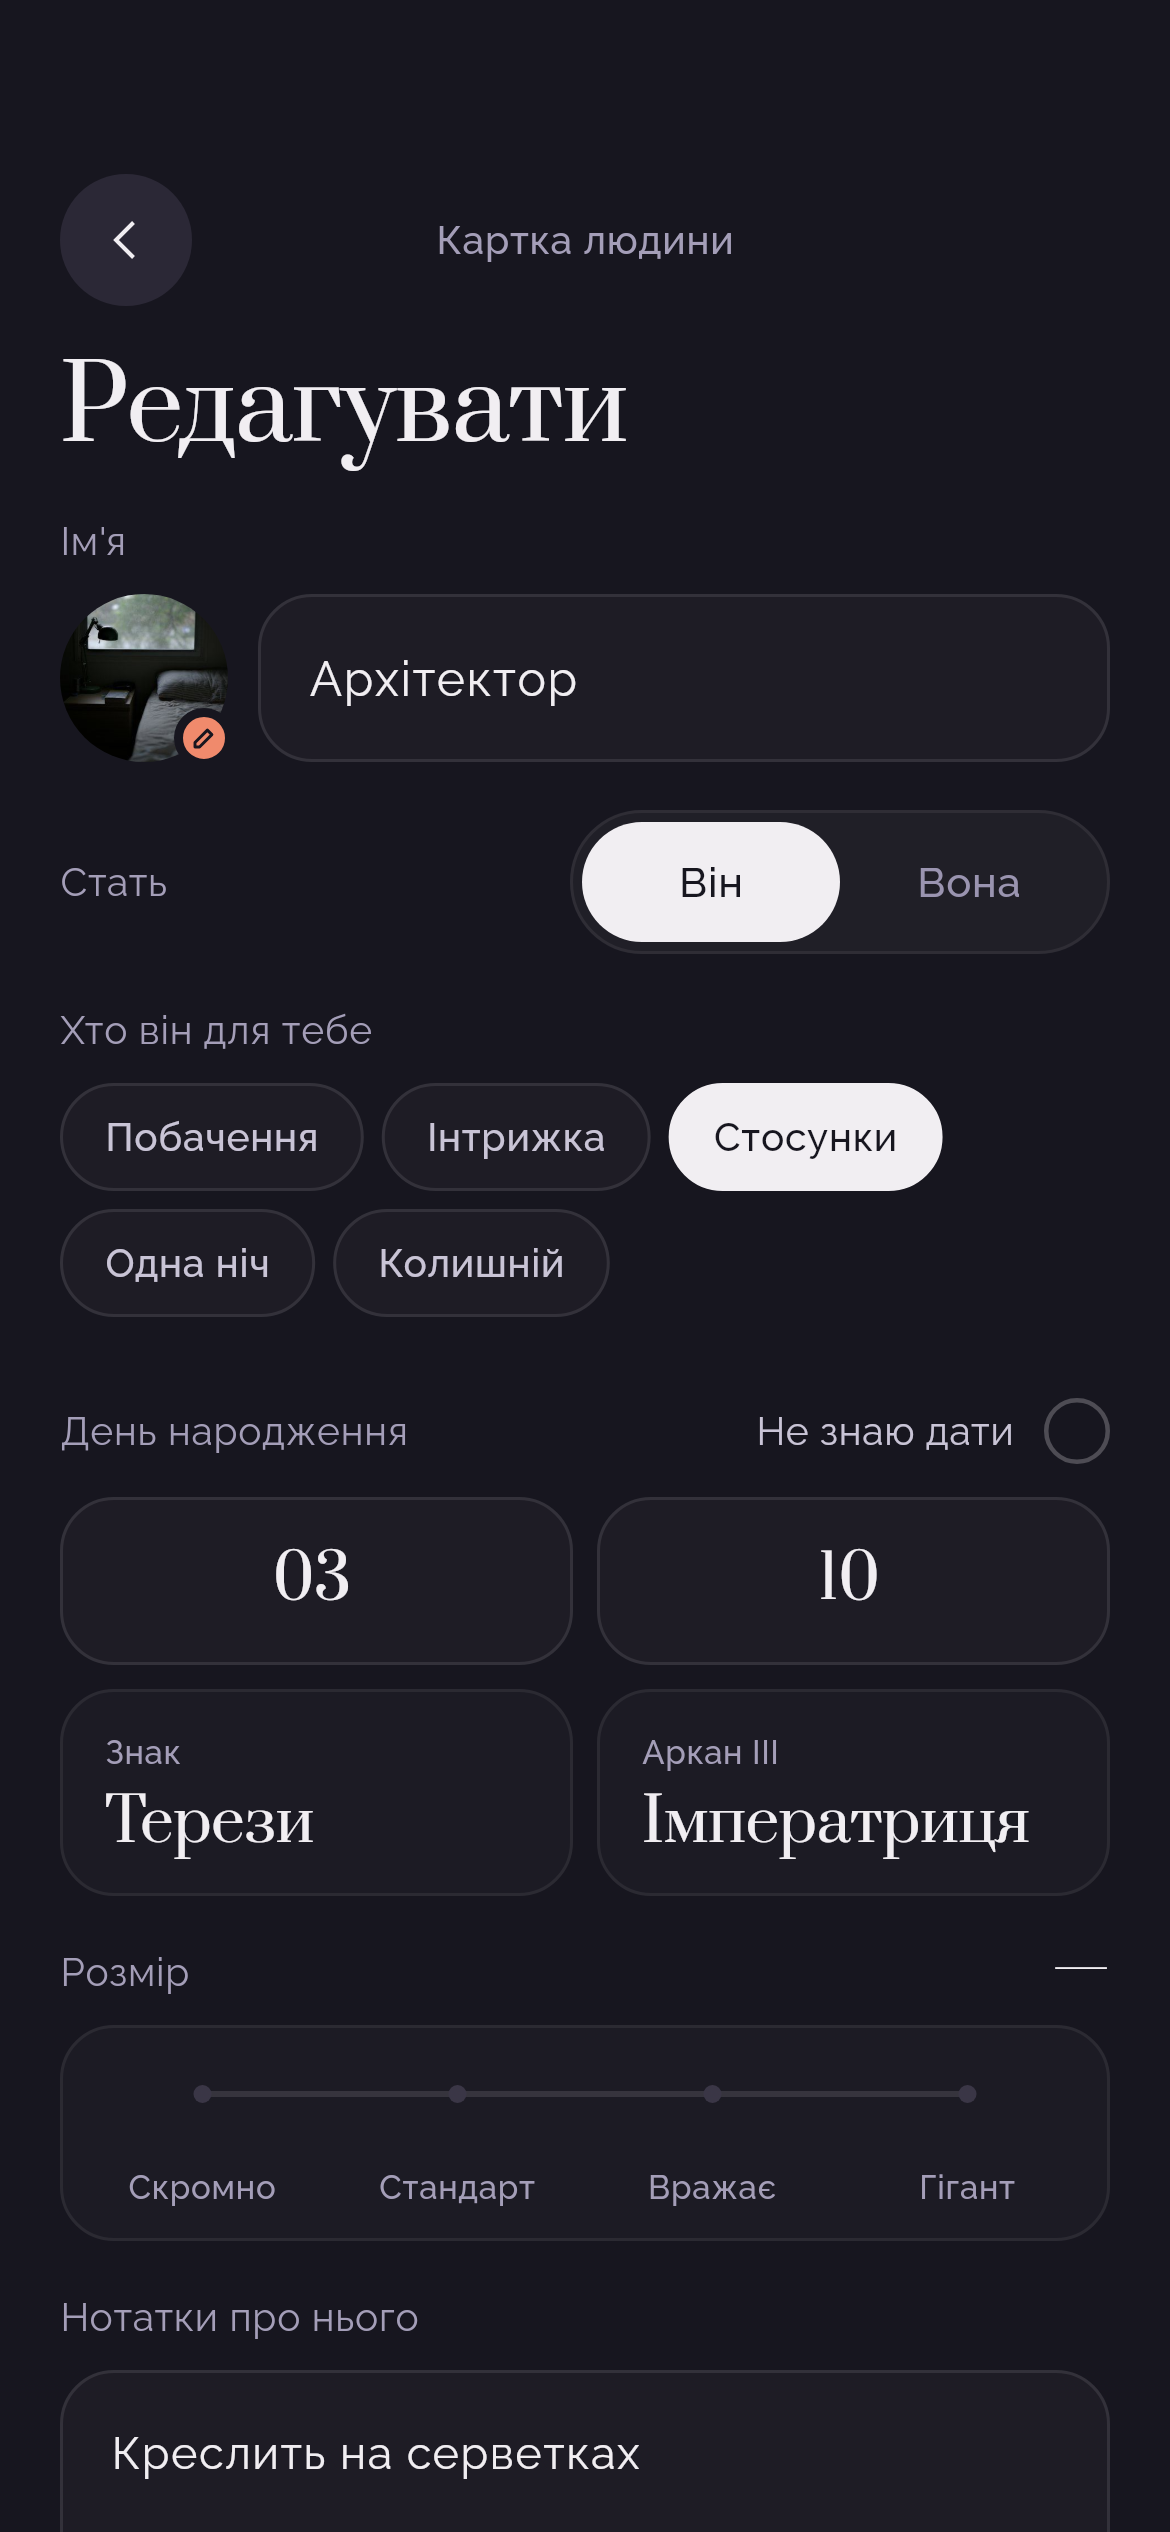 Картка людини
Редагувати
Ім'я
Архітектор
Стать
Він Вона
Хто він для тебе
Побачення Інтрижка Стосунки
Одна ніч Колишній
День народження Не знаю дати
03 10
Знак Аркан III
Терези Імператриця
Розмір —
Скромно Стандарт Вражає Гігант
Нотатки про нього
Креслить на серветках